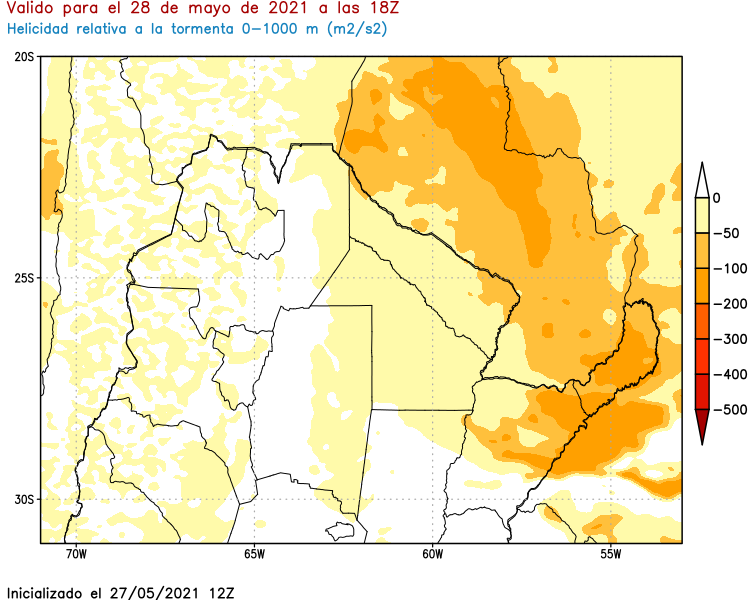 Valido para el 28 de mayo de 2021 a las 18Z
Helicidad relativa a la tormenta 0-1000 m (m2/s2)
20S
25S
30S
70W
65W
60W
55W
0
-50
-100
-200
-300
-400
-500
Inicializado el 27/05/2021 12Z